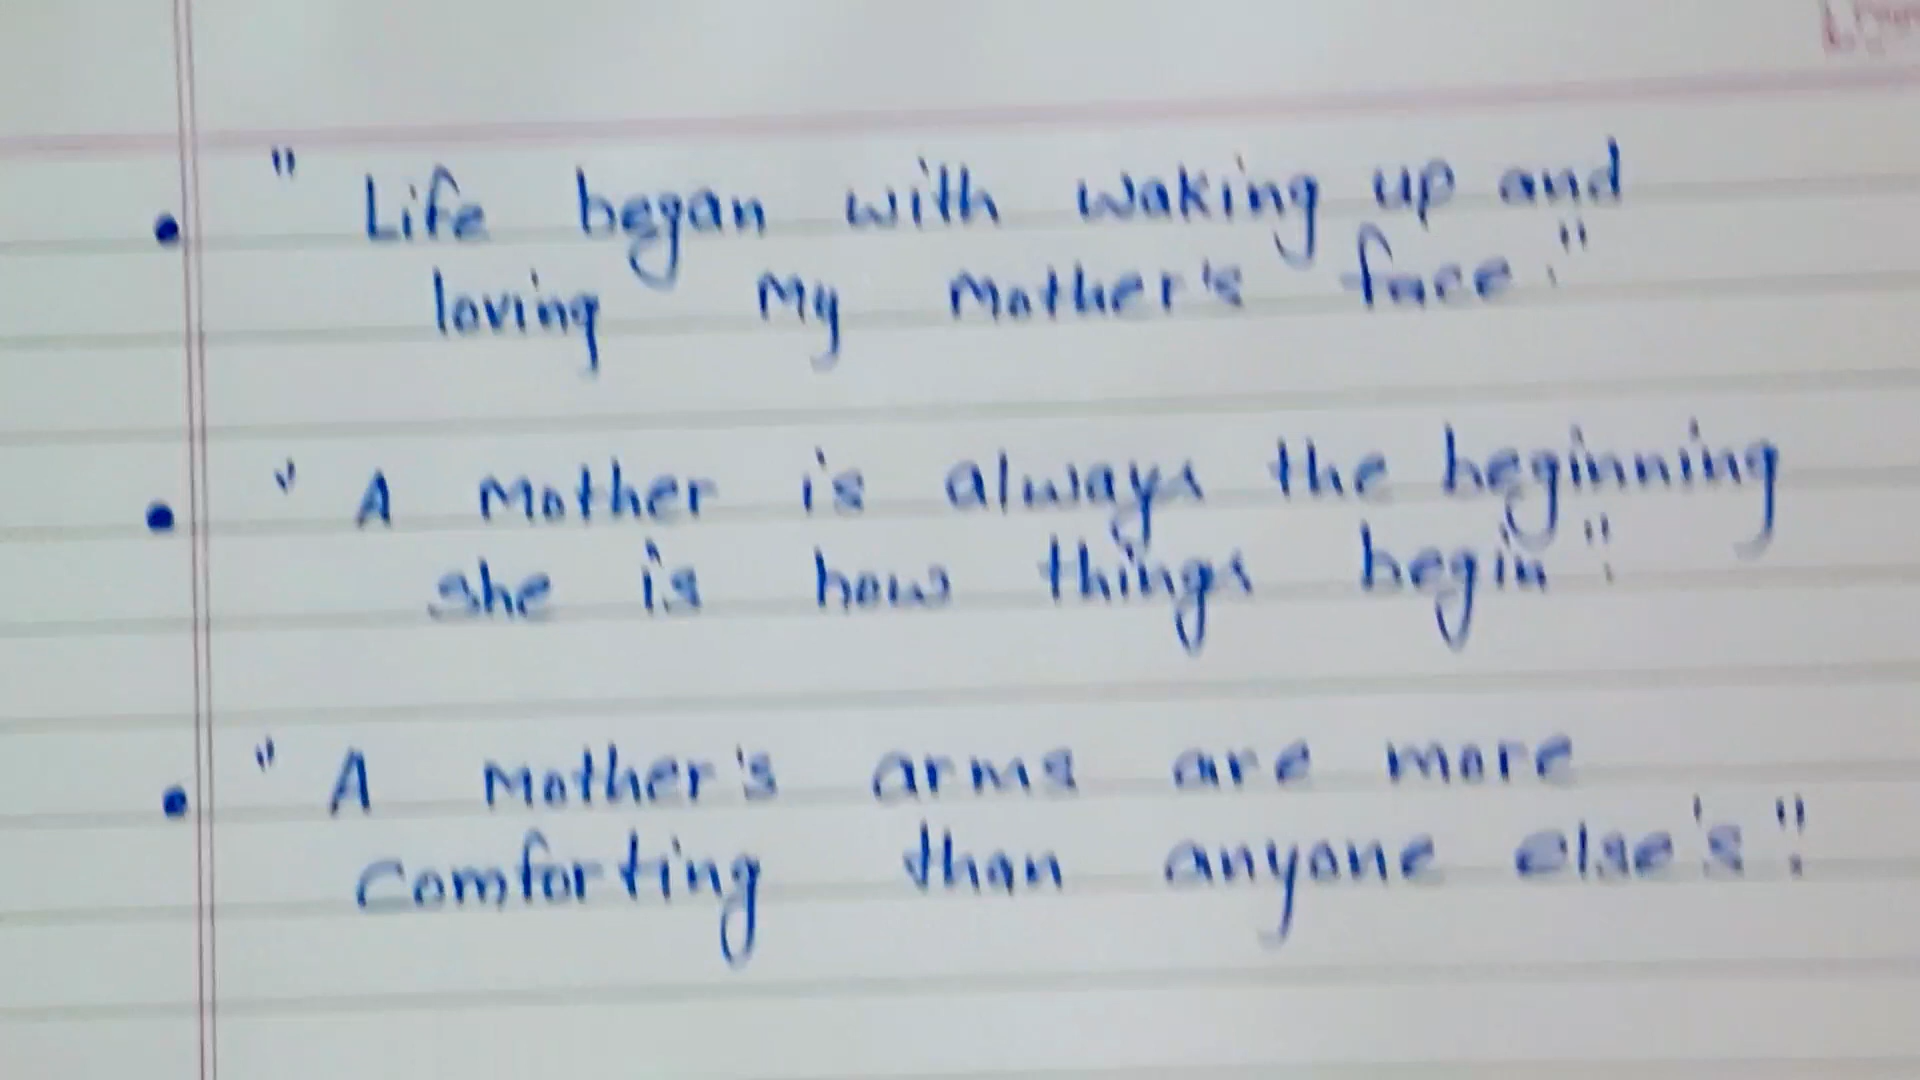 • " Life began with waking up and
loving My Mother's face."
• " A Mother is always the beginning
she is how things begin".
• " A Mother's arms are more
comforting than anyone else's".